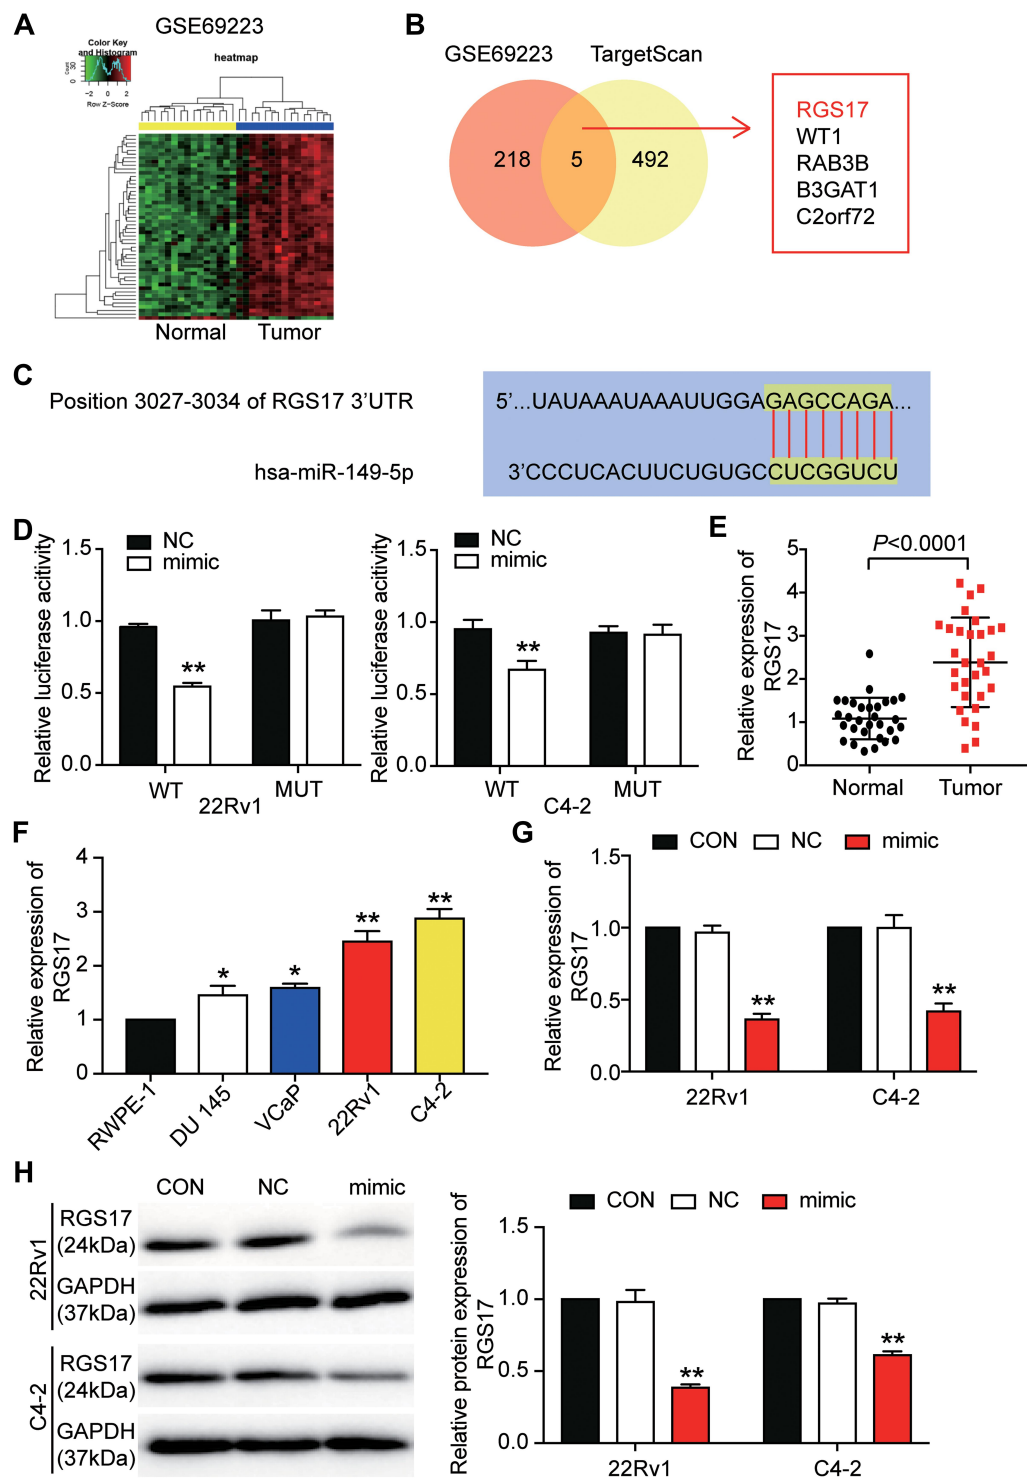 A
GSE69223
Color Key
and Histogram
Count
0 30
−2 0 2
Row Z−Score
heatmap
Normal Tumor
B
GSE69223 TargetScan
218 5 492
RGS17
WT1
RAB3B
B3GAT1
C2orf72
C
Position 3027-3034 of RGS17 3’UTR
5’...UAUAAAUAAAUUGGAGAGCCAGA...
hsa-miR-149-5p
3’CCCUCACUUCUGUGCCUCGGUCU
D
Relative luciferase acitivity
1.5
1.0
0.5
0.0
NC
mimic
**
WT MUT
22Rv1
Relative luciferase activity
1.5
1.0
0.5
0.0
NC
mimic
**
WT MUT
C4-2
E
Relative expression of
RGS17
5
4
3
2
1
0
P<0.0001
Normal Tumor
F
Relative expression of
RGS17
4
3
2
1
0
* * ** **
RWPE-1
DU 145
VCaP
22Rv1
C4-2
G
CON NC mimic
Relative expression of
RGS17
1.5
1.0
0.5
0.0
** **
22Rv1 C4-2
H
CON NC mimic
22Rv1
RGS17
(24kDa)
GAPDH
(37kDa)
C4-2
RGS17
(24kDa)
GAPDH
(37kDa)
CON NC mimic
Relative protein expression of
RGS17
1.5
1.0
0.5
0.0
** **
22Rv1 C4-2